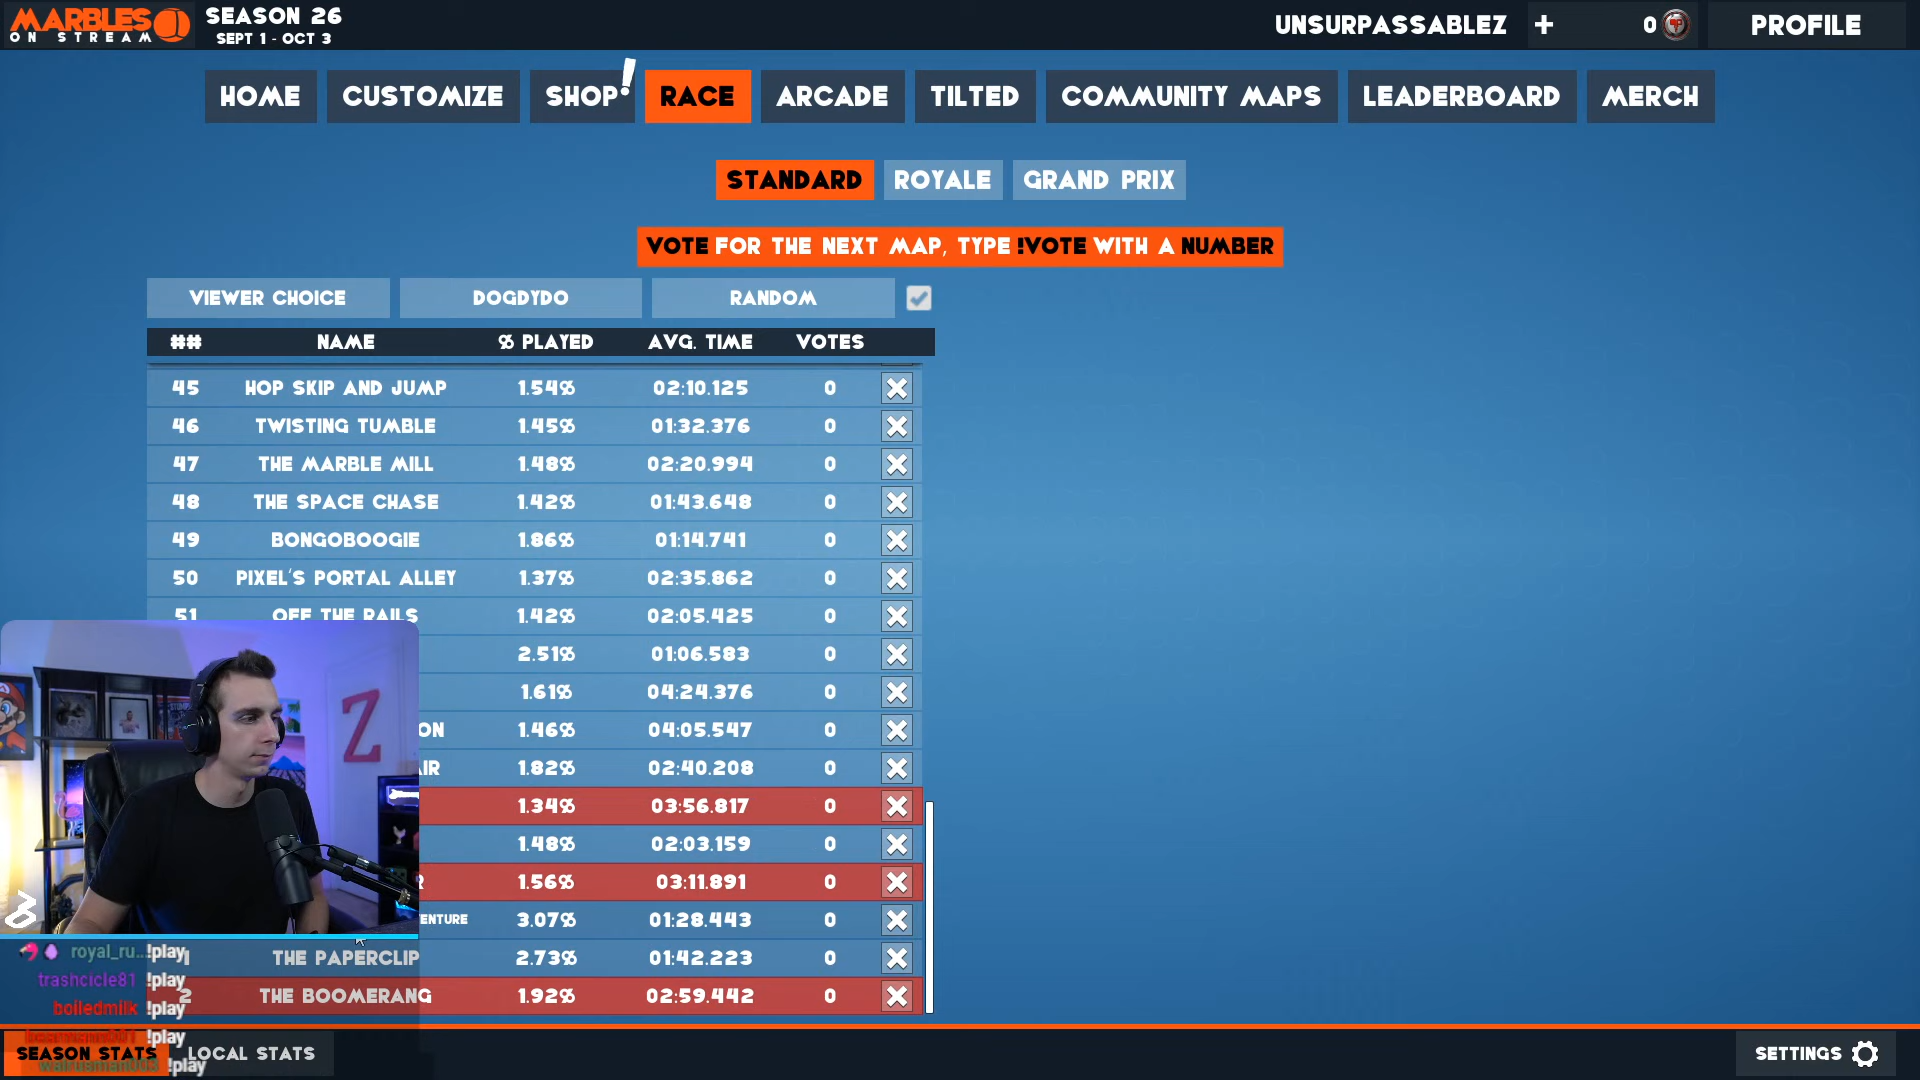 MARBLES
ON STREAM
SEASON 26
SEPT 1 - OCT 3
UNSURPASSABLEZ + 0 PROFILE
HOME CUSTOMIZE SHOP! RACE ARCADE TILTED COMMUNITY MAPS LEADERBOARD MERCH
STANDARD ROYALE GRAND PRIX
VOTE FOR THE NEXT MAP, TYPE !VOTE WITH A NUMBER
VIEWER CHOICE DOGDYDO RANDOM
## NAME % PLAYED AVG. TIME VOTES
45 HOP SKIP AND JUMP 1.54% 02:10.125 0
46 TWISTING TUMBLE 1.45% 01:32.376 0
47 THE MARBLE MILL 1.48% 02:20.994 0
48 THE SPACE CHASE 1.42% 01:43.648 0
49 BONGOBOOGIE 1.86% 01:14.741 0
50 PIXEL'S PORTAL ALLEY 1.37% 02:35.862 0
51 OFF THE RAILS 1.42% 02:05.425 0
2.51% 01:06.583 0
1.61% 04:24.376 0
ON 1.46% 04:05.547 0
AIR 1.82% 02:40.208 0
1.34% 03:56.817 0
1.48% 02:03.159 0
R 1.56% 03:11.891 0
ENTURE 3.07% 01:28.443 0
1 THE PAPERCLIP 2.73% 01:42.223 0
2 THE BOOMERANG 1.92% 02:59.442 0
Z
royal_ru... !play
trashcicle81 !play
boiledmilk !play
!play
!play
SEASON STATS LOCAL STATS
SETTINGS